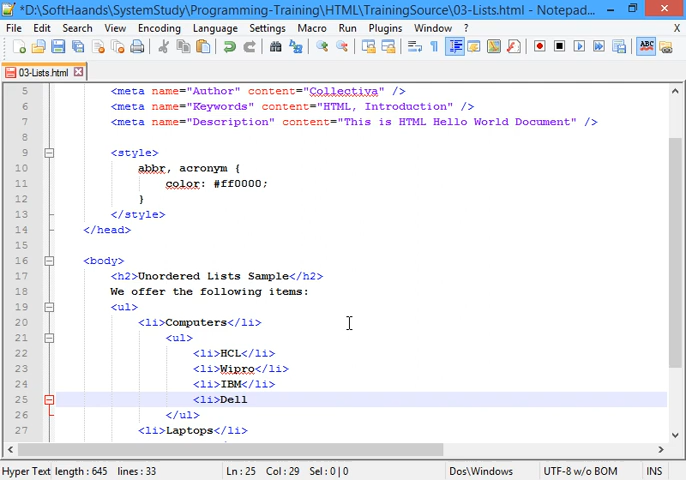 *D:\SoftHaands\SystemStudy\Programming-Training\HTML\TrainingSource\03-Lists.html - Notepad...
File Edit Search View Encoding Language Settings Macro Run Plugins Window ? X
03-Lists.html
5 <meta name="Author" content="Collectiva" />
6 <meta name="Keywords" content="HTML, Introduction" />
7 <meta name="Description" content="This is HTML Hello World Document" />
8
9 <style>
10 abbr, acronym {
11 color: #ff0000;
12 }
13 </style>
14 </head>
15
16 <body>
17 <h2>Unordered Lists Sample</h2>
18 We offer the following items:
19 <ul>
20 <li>Computers</li>
21 <ul>
22 <li>HCL</li>
23 <li>Wipro</li>
24 <li>IBM</li>
25 <li>Dell
26 </ul>
27 <li>Laptops</li>
Hyper Text length : 645 lines : 33 Ln : 25 Col : 29 Sel : 0 | 0 Dos\Windows UTF-8 w/o BOM INS